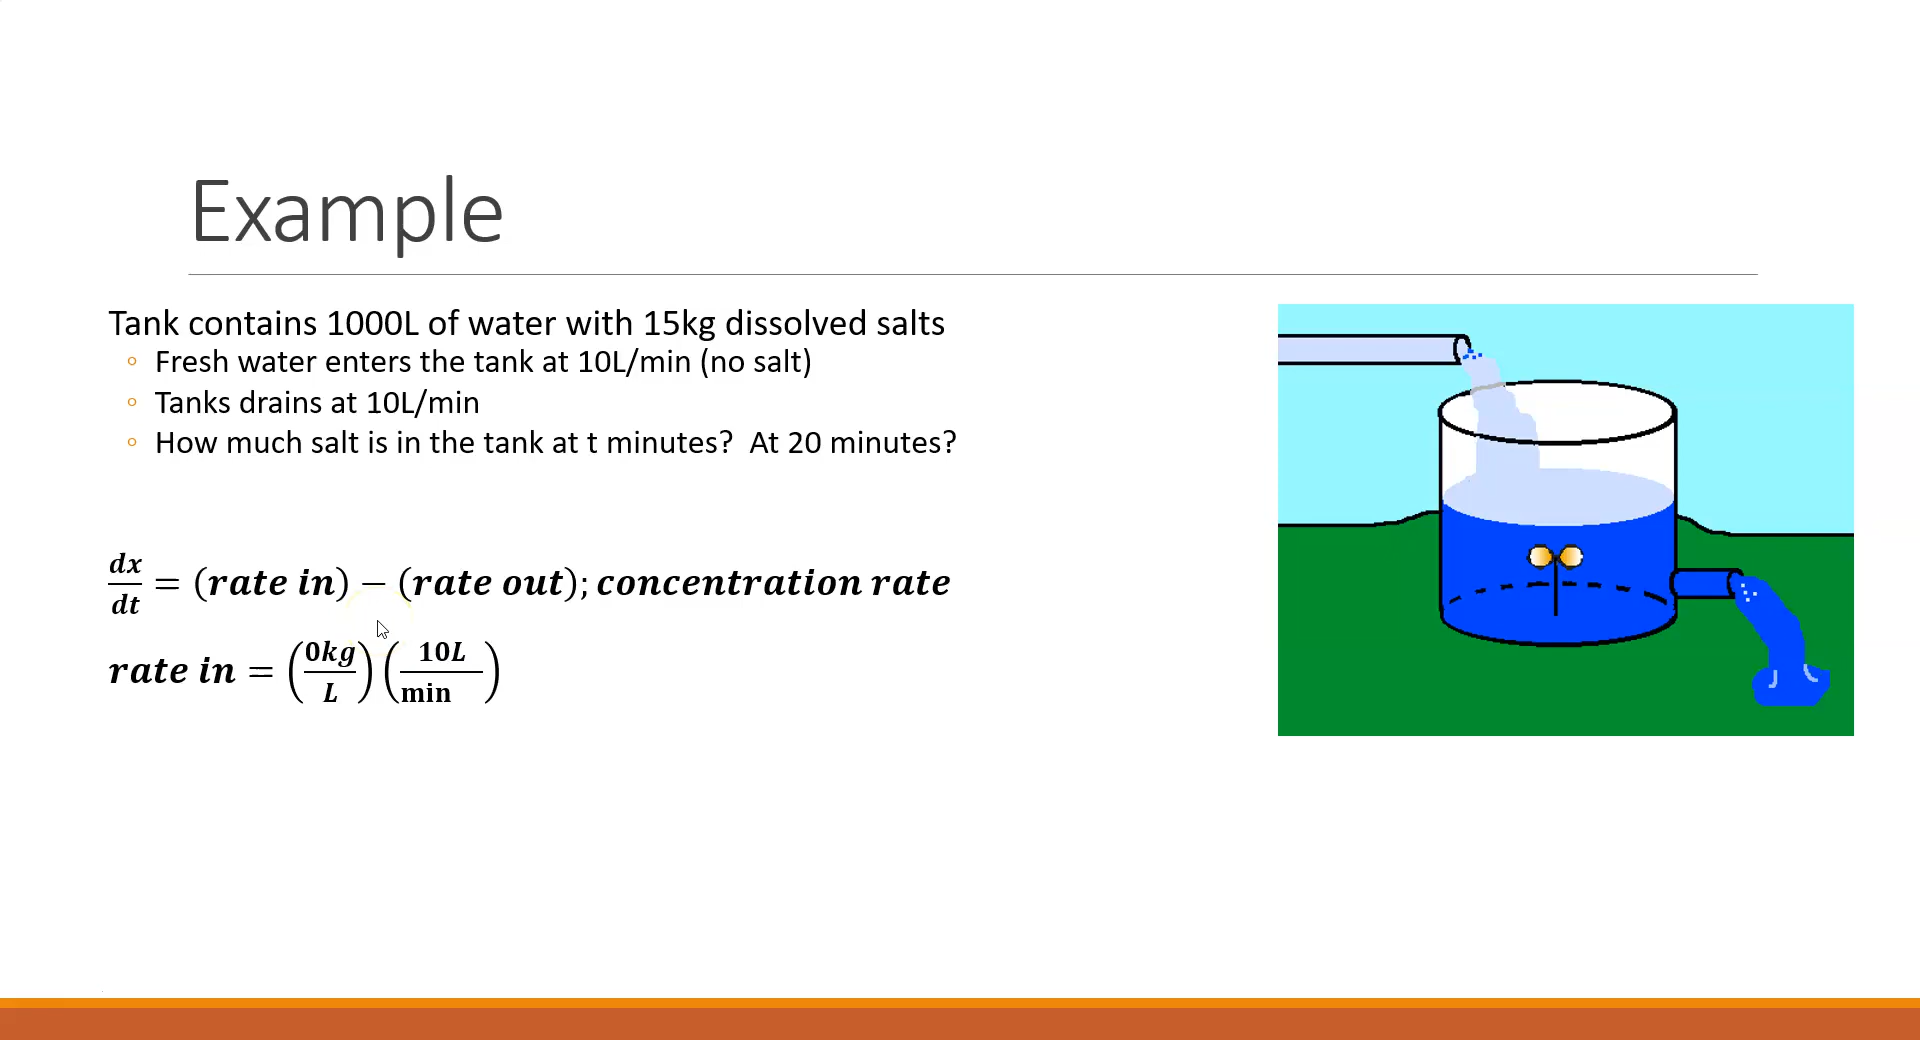 Example
Tank contains 1000L of water with 15kg dissolved salts
◦ Fresh water enters the tank at 10L/min (no salt)
◦ Tanks drains at 10L/min
◦ How much salt is in the tank at t minutes?  At 20 minutes?
dx/dt = (rate in) − (rate out); concentration rate
rate in = (0kg/L)(10L/min)